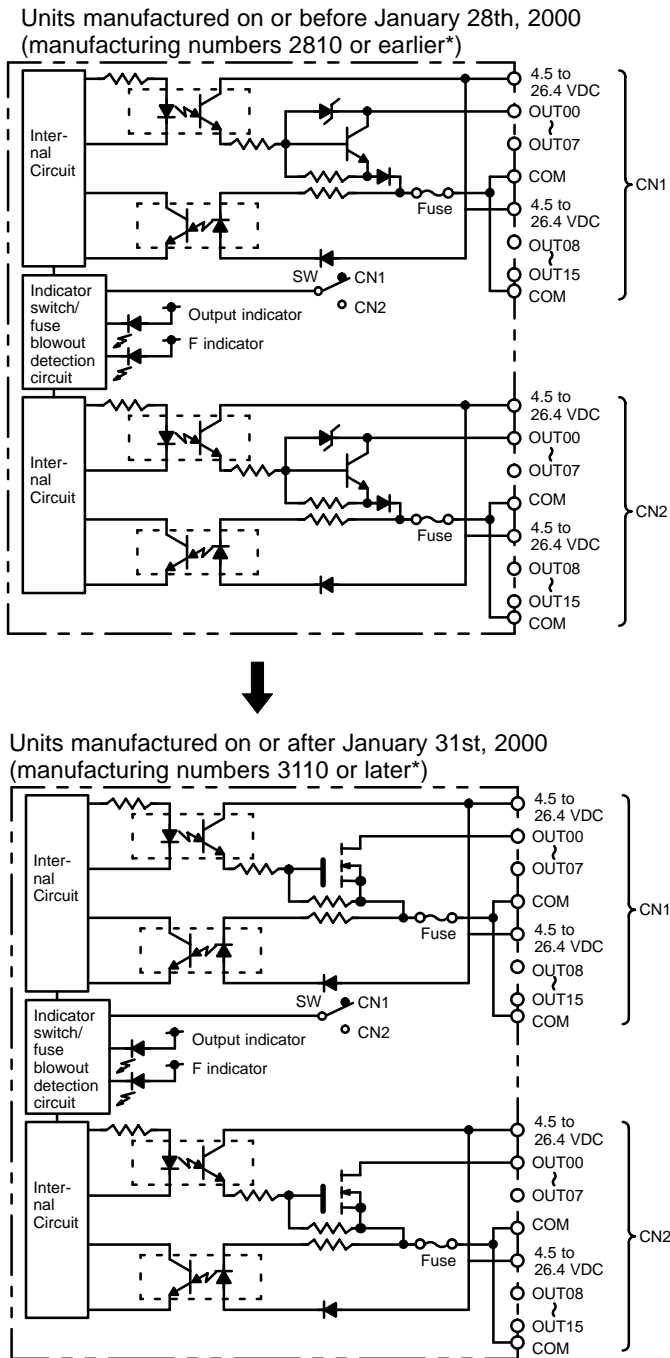 Units manufactured on or before January 28th, 2000
(manufacturing numbers 2810 or earlier*)
4.5 to
26.4 VDC
OUT00
OUT07
Inter-
nal
Circuit
COM
CN1
4.5 to
26.4 VDC
Fuse
OUT08
OUT15
COM
SW
CN1
CN2
Indicator
switch/
fuse
blowout
detection
circuit
Output indicator
F indicator
4.5 to
26.4 VDC
OUT00
OUT07
Inter-
nal
Circuit
COM
CN2
4.5 to
26.4 VDC
Fuse
OUT08
OUT15
COM
Units manufactured on or after January 31st, 2000
(manufacturing numbers 3110 or later*)
4.5 to
26.4 VDC
OUT00
OUT07
Inter-
nal
Circuit
COM
CN1
4.5 to
26.4 VDC
Fuse
OUT08
OUT15
COM
SW
CN1
CN2
Indicator
switch/
fuse
blowout
detection
circuit
Output indicator
F indicator
4.5 to
26.4 VDC
OUT00
OUT07
Inter-
nal
Circuit
COM
CN2
4.5 to
26.4 VDC
Fuse
OUT08
OUT15
COM